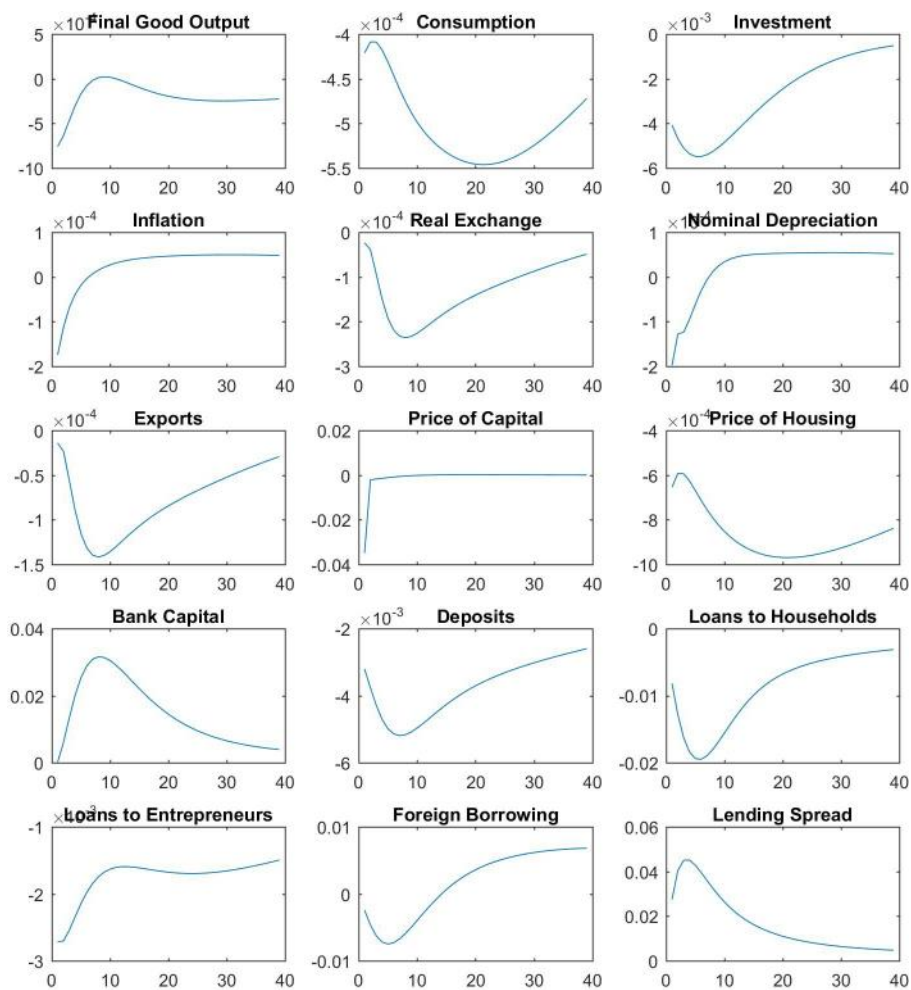 Final Good Output
5
0
-5
-10
0 10 20 30 40
Consumption
×10⁻⁴
-4
-4.5
-5
-5.5
0 10 20 30 40
Investment
×10⁻³
0
-2
-4
-6
0 10 20 30 40
Inflation
×10⁻⁴
1
0
-1
-2
0 10 20 30 40
Real Exchange
×10⁻⁴
0
-1
-2
-3
0 10 20 30 40
Nominal Depreciation
1
0
-1
-2
0 10 20 30 40
Exports
×10⁻⁴
0
-0.5
-1
-1.5
0 10 20 30 40
Price of Capital
0.02
0
-0.02
-0.04
0 10 20 30 40
Price of Housing
×10⁻⁴
-4
-6
-8
-10
0 10 20 30 40
Bank Capital
0.04
0.02
0
0 10 20 30 40
Deposits
×10⁻³
-2
-4
-6
0 10 20 30 40
Loans to Households
0
-0.01
-0.02
0 10 20 30 40
Loans to Entrepreneurs
-1
-2
-3
0 10 20 30 40
Foreign Borrowing
0.01
0
-0.01
0 10 20 30 40
Lending Spread
0.06
0.04
0.02
0
0 10 20 30 40